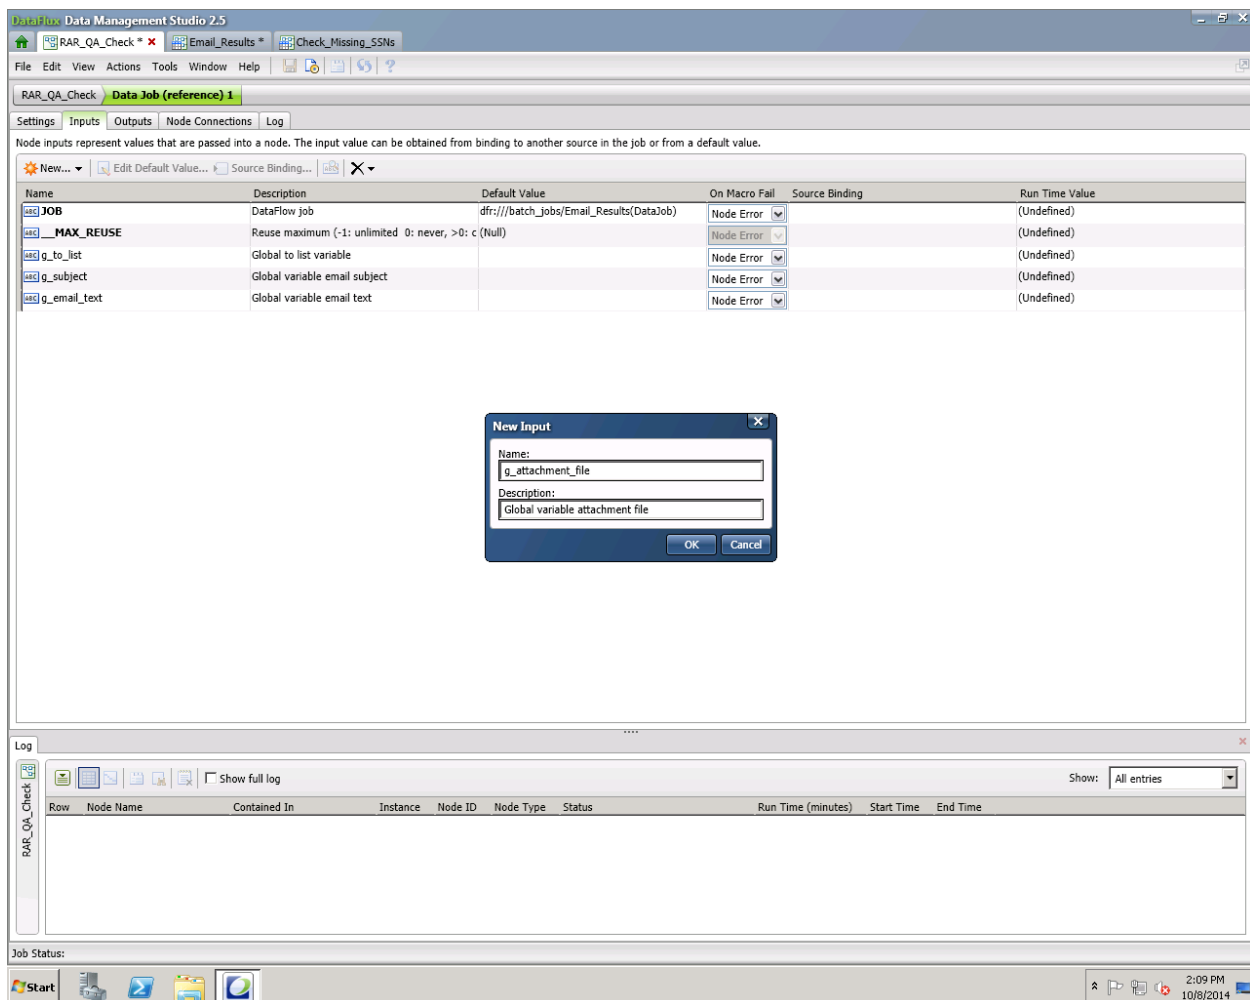 DataFlux Data Management Studio 2.5
RAR_QA_Check * Email_Results * Check_Missing_SSNs
File Edit View Actions Tools Window Help
RAR_QA_Check Data Job (reference) 1
Settings Inputs Outputs Node Connections Log
Node inputs represent values that are passed into a node. The input value can be obtained from binding to another source in the job or from a default value.
New... Edit Default Value... Source Binding...
Name Description Default Value On Macro Fail Source Binding Run Time Value
ABC JOB DataFlow job dfr:///batch_jobs/Email_Results(DataJob) Node Error (Undefined)
ABC __MAX_REUSE Reuse maximum (-1: unlimited 0: never, >0: c (Null) Node Error (Undefined)
ABC g_to_list Global to list variable Node Error (Undefined)
ABC g_subject Global variable email subject Node Error (Undefined)
ABC g_email_text Global variable email text Node Error (Undefined)
New Input
Name:
g_attachment_file
Description:
Global variable attachment file
OK Cancel
Log
RAR_QA_Check
Show full log Show: All entries
Row Node Name Contained In Instance Node ID Node Type Status Run Time (minutes) Start Time End Time
Job Status:
Start 2:09 PM
10/8/2014